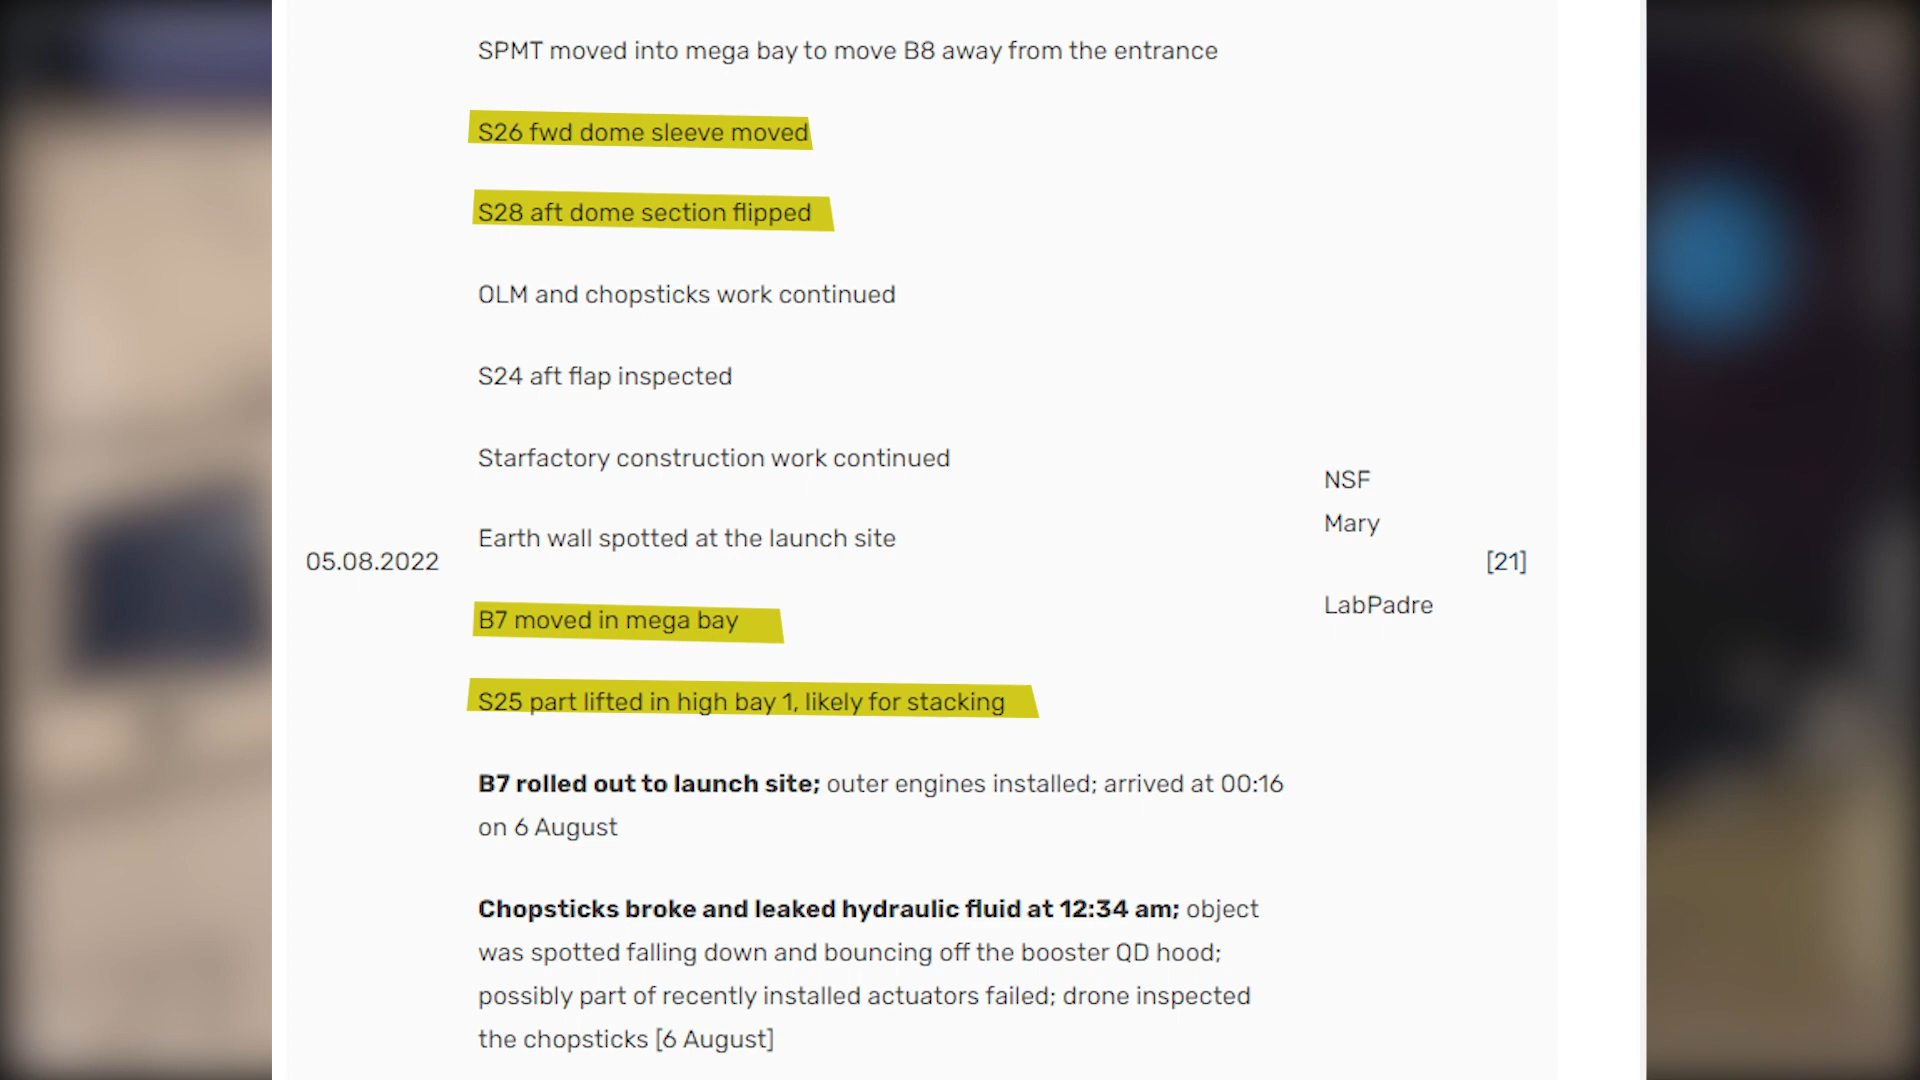 SPMT moved into mega bay to move B8 away from the entrance
S26 fwd dome sleeve moved
S28 aft dome section flipped
OLM and chopsticks work continued
S24 aft flap inspected
Starfactory construction work continued
Earth wall spotted at the launch site
05.08.2022
B7 moved in mega bay
S25 part lifted in high bay 1, likely for stacking
B7 rolled out to launch site; outer engines installed; arrived at 00:16
on 6 August
Chopsticks broke and leaked hydraulic fluid at 12:34 am; object
was spotted falling down and bouncing off the booster QD hood;
possibly part of recently installed actuators failed; drone inspected
the chopsticks [6 August]
NSF
Mary
LabPadre
[21]